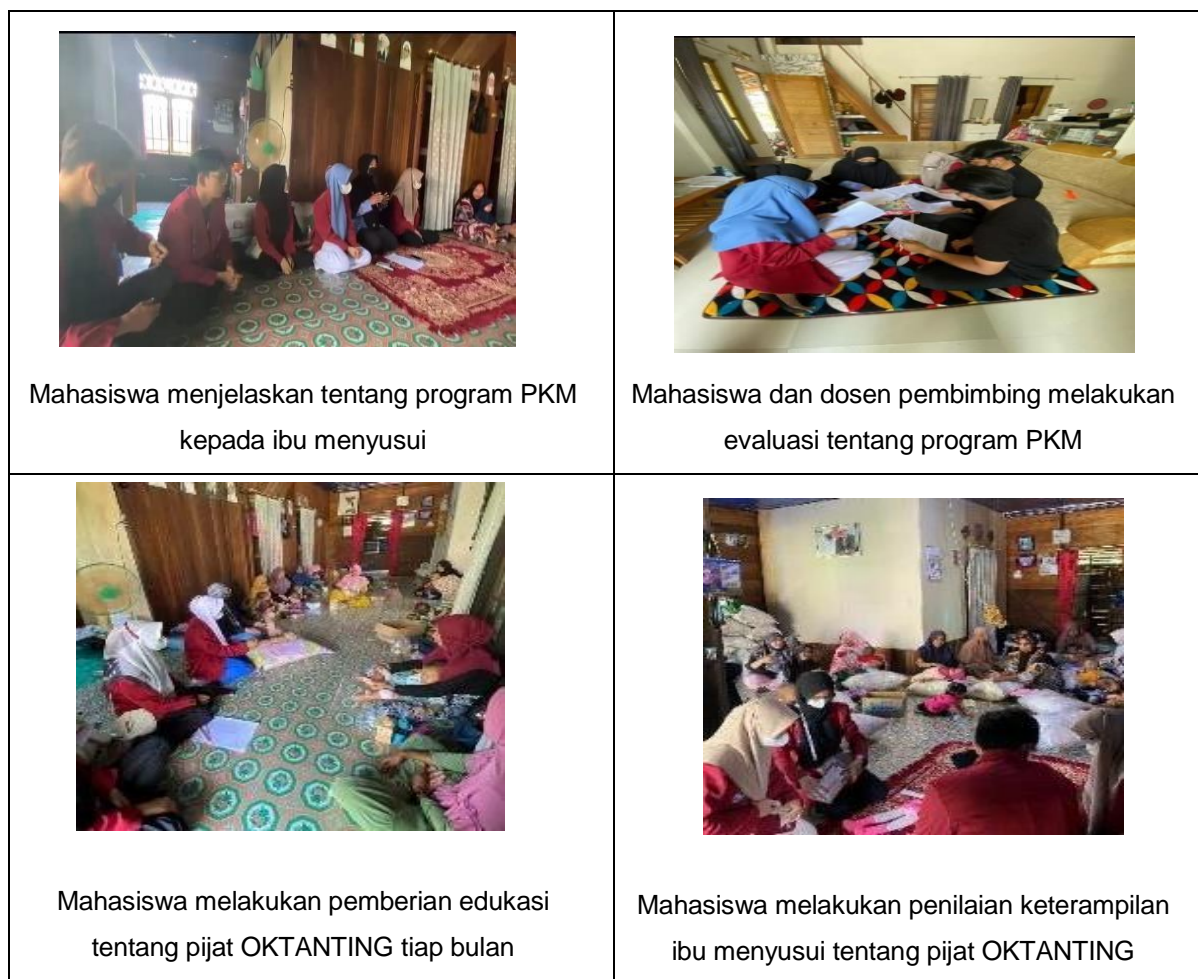 Mahasiswa menjelaskan tentang program PKM
kepada ibu menyusui
Mahasiswa dan dosen pembimbing melakukan
evaluasi tentang program PKM
Mahasiswa melakukan pemberian edukasi
tentang pijat OKTANTING tiap bulan
Mahasiswa melakukan penilaian keterampilan
ibu menyusui tentang pijat OKTANTING